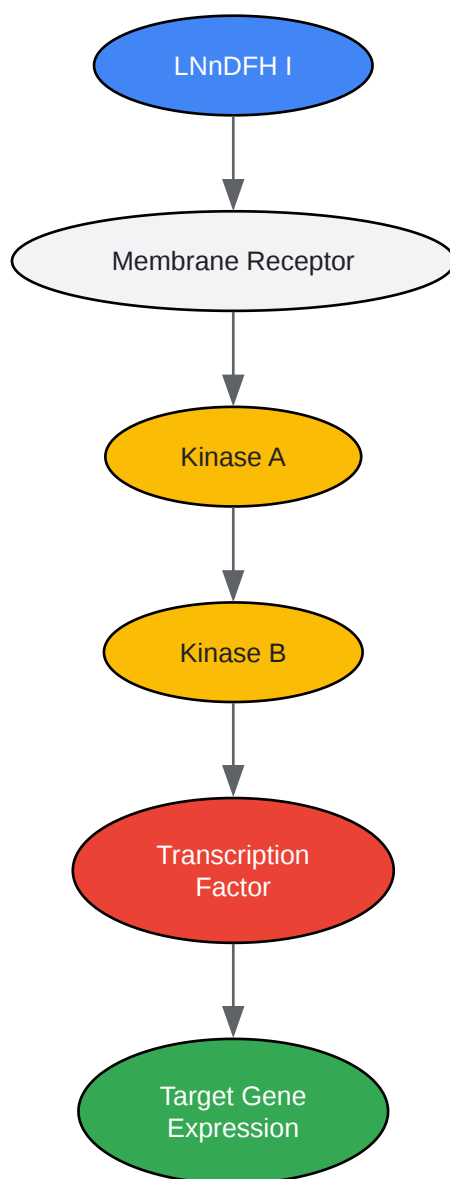 LNnDFH I
Membrane Receptor
Kinase A
Kinase B
Transcription
Factor
Target Gene
Expression